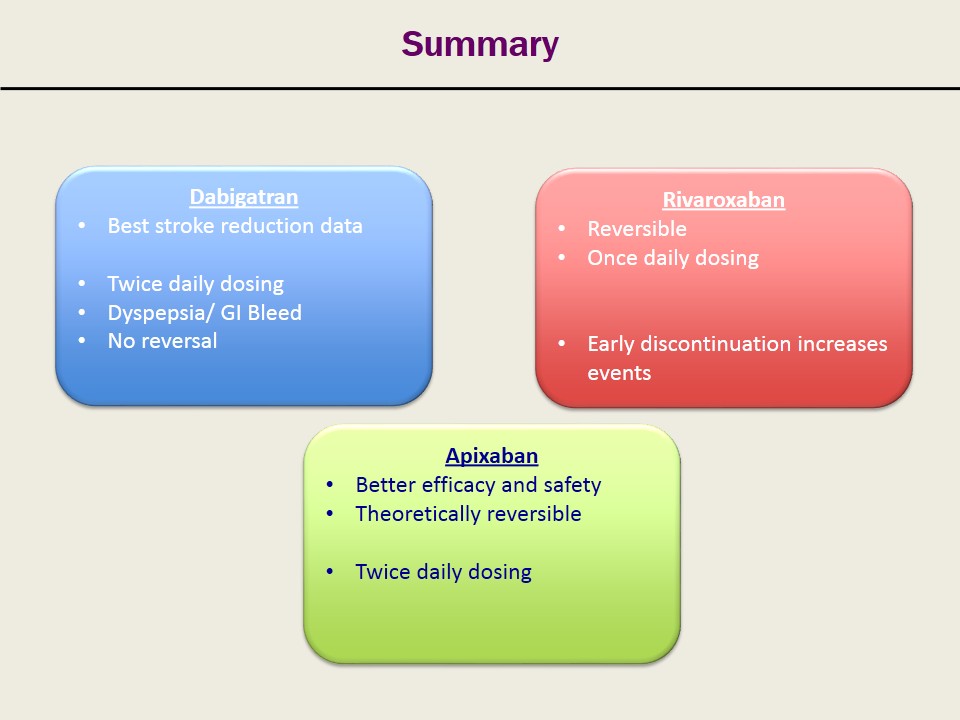 Summary
Dabigatran
• Best stroke reduction data
• Twice daily dosing
• Dyspepsia/ GI Bleed
• No reversal
Rivaroxaban
• Reversible
• Once daily dosing
• Early discontinuation increases
events
Apixaban
• Better efficacy and safety
• Theoretically reversible
• Twice daily dosing